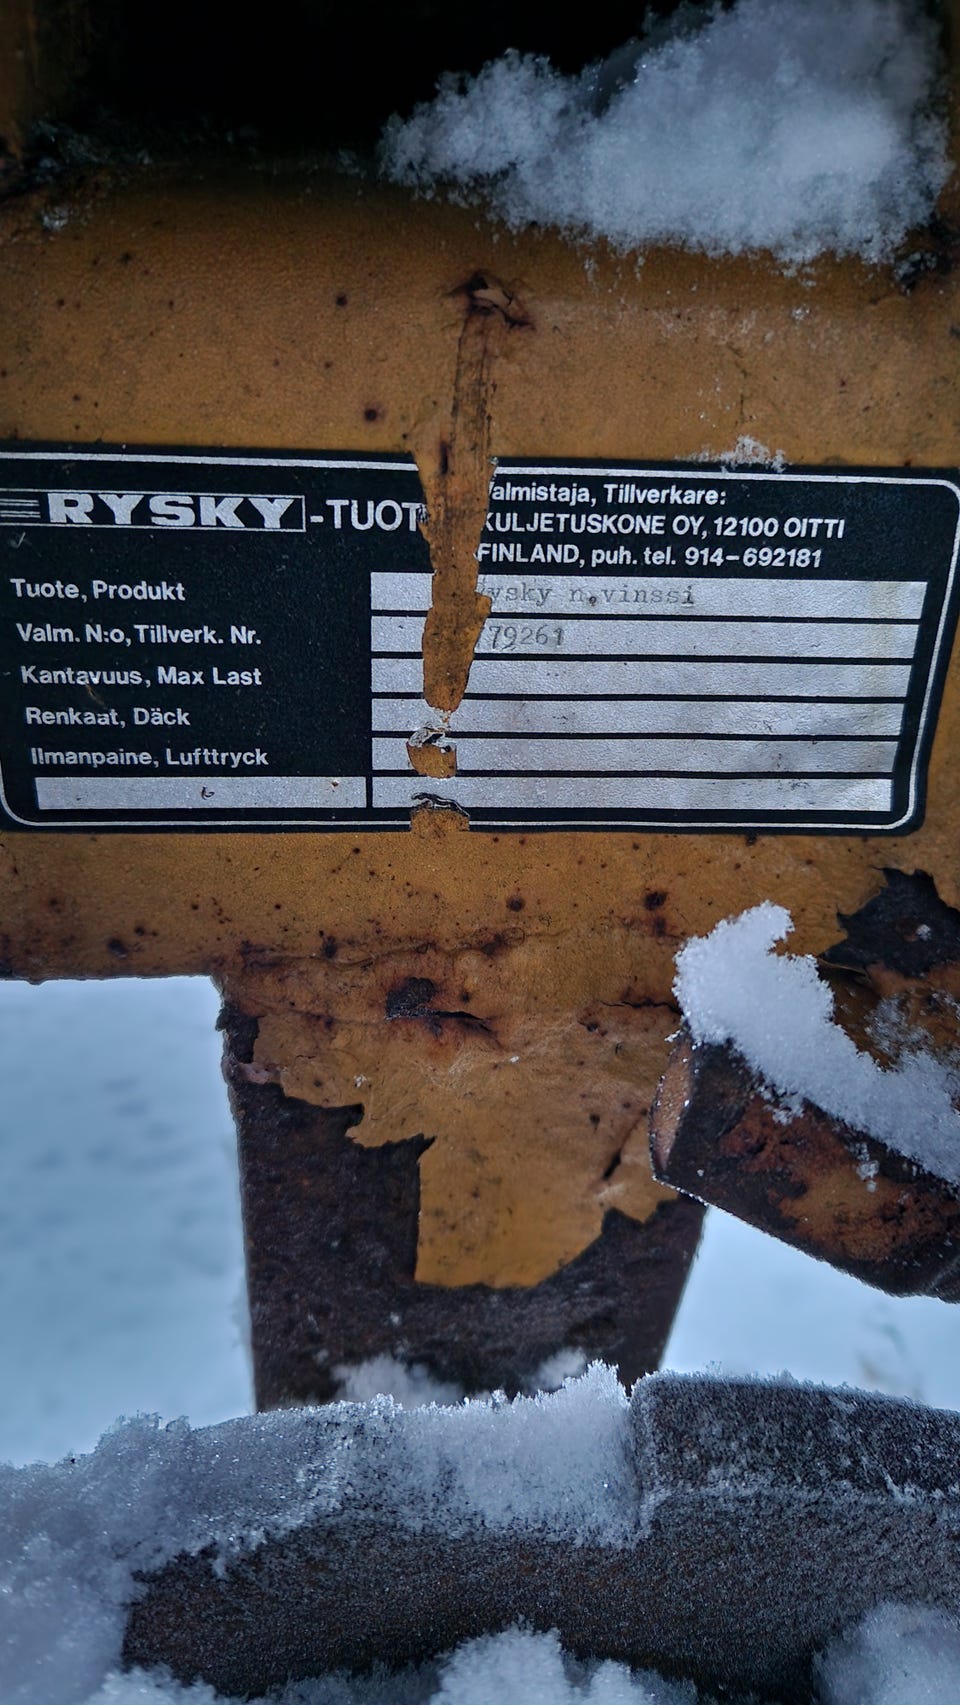 RYSKY -TUOT
almistaja, Tillverkare:
KULJETUSKONE OY, 12100 OITTI
FINLAND, puh. tel. 914-692181
Tuote, Produkt ysky n.vinssi
Valm. N:o, Tillverk. Nr. 79261
Kantavuus, Max Last
Renkaat, Däck
Ilmanpaine, Lufttryck